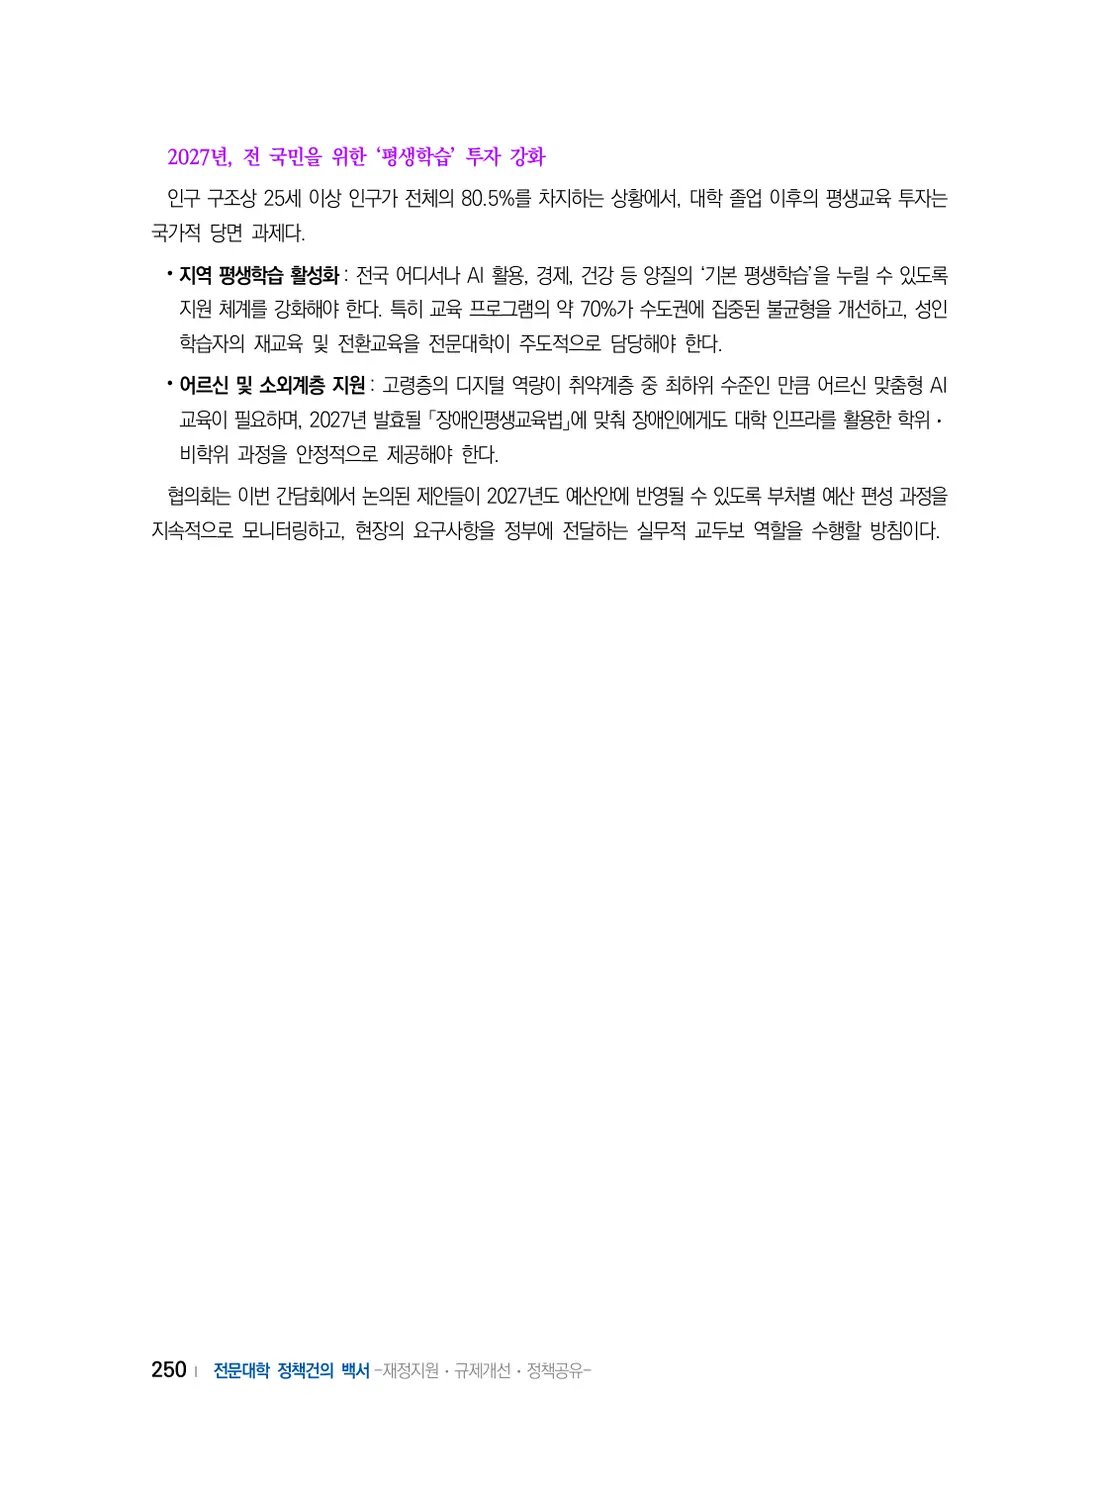 2027년, 전 국민을 위한 ‘평생학습’ 투자 강화
인구 구조상 25세 이상 인구가 전체의 80.5%를 차지하는 상황에서, 대학 졸업 이후의 평생교육 투자는
국가적 당면 과제다.
• 지역 평생학습 활성화 : 전국 어디서나 AI 활용, 경제, 건강 등 양질의 ‘기본 평생학습’을 누릴 수 있도록
지원 체계를 강화해야 한다. 특히 교육 프로그램의 약 70%가 수도권에 집중된 불균형을 개선하고, 성인
학습자의 재교육 및 전환교육을 전문대학이 주도적으로 담당해야 한다.
• 어르신 및 소외계층 지원 : 고령층의 디지털 역량이 취약계층 중 최하위 수준인 만큼 어르신 맞춤형 AI
교육이 필요하며, 2027년 발효될 「장애인평생교육법」에 맞춰 장애인에게도 대학 인프라를 활용한 학위·
비학위 과정을 안정적으로 제공해야 한다.
협의회는 이번 간담회에서 논의된 제안들이 2027년도 예산안에 반영될 수 있도록 부처별 예산 편성 과정을
지속적으로 모니터링하고, 현장의 요구사항을 정부에 전달하는 실무적 교두보 역할을 수행할 방침이다.
250 | 전문대학 정책건의 백서 -재정지원·규제개선·정책공유-